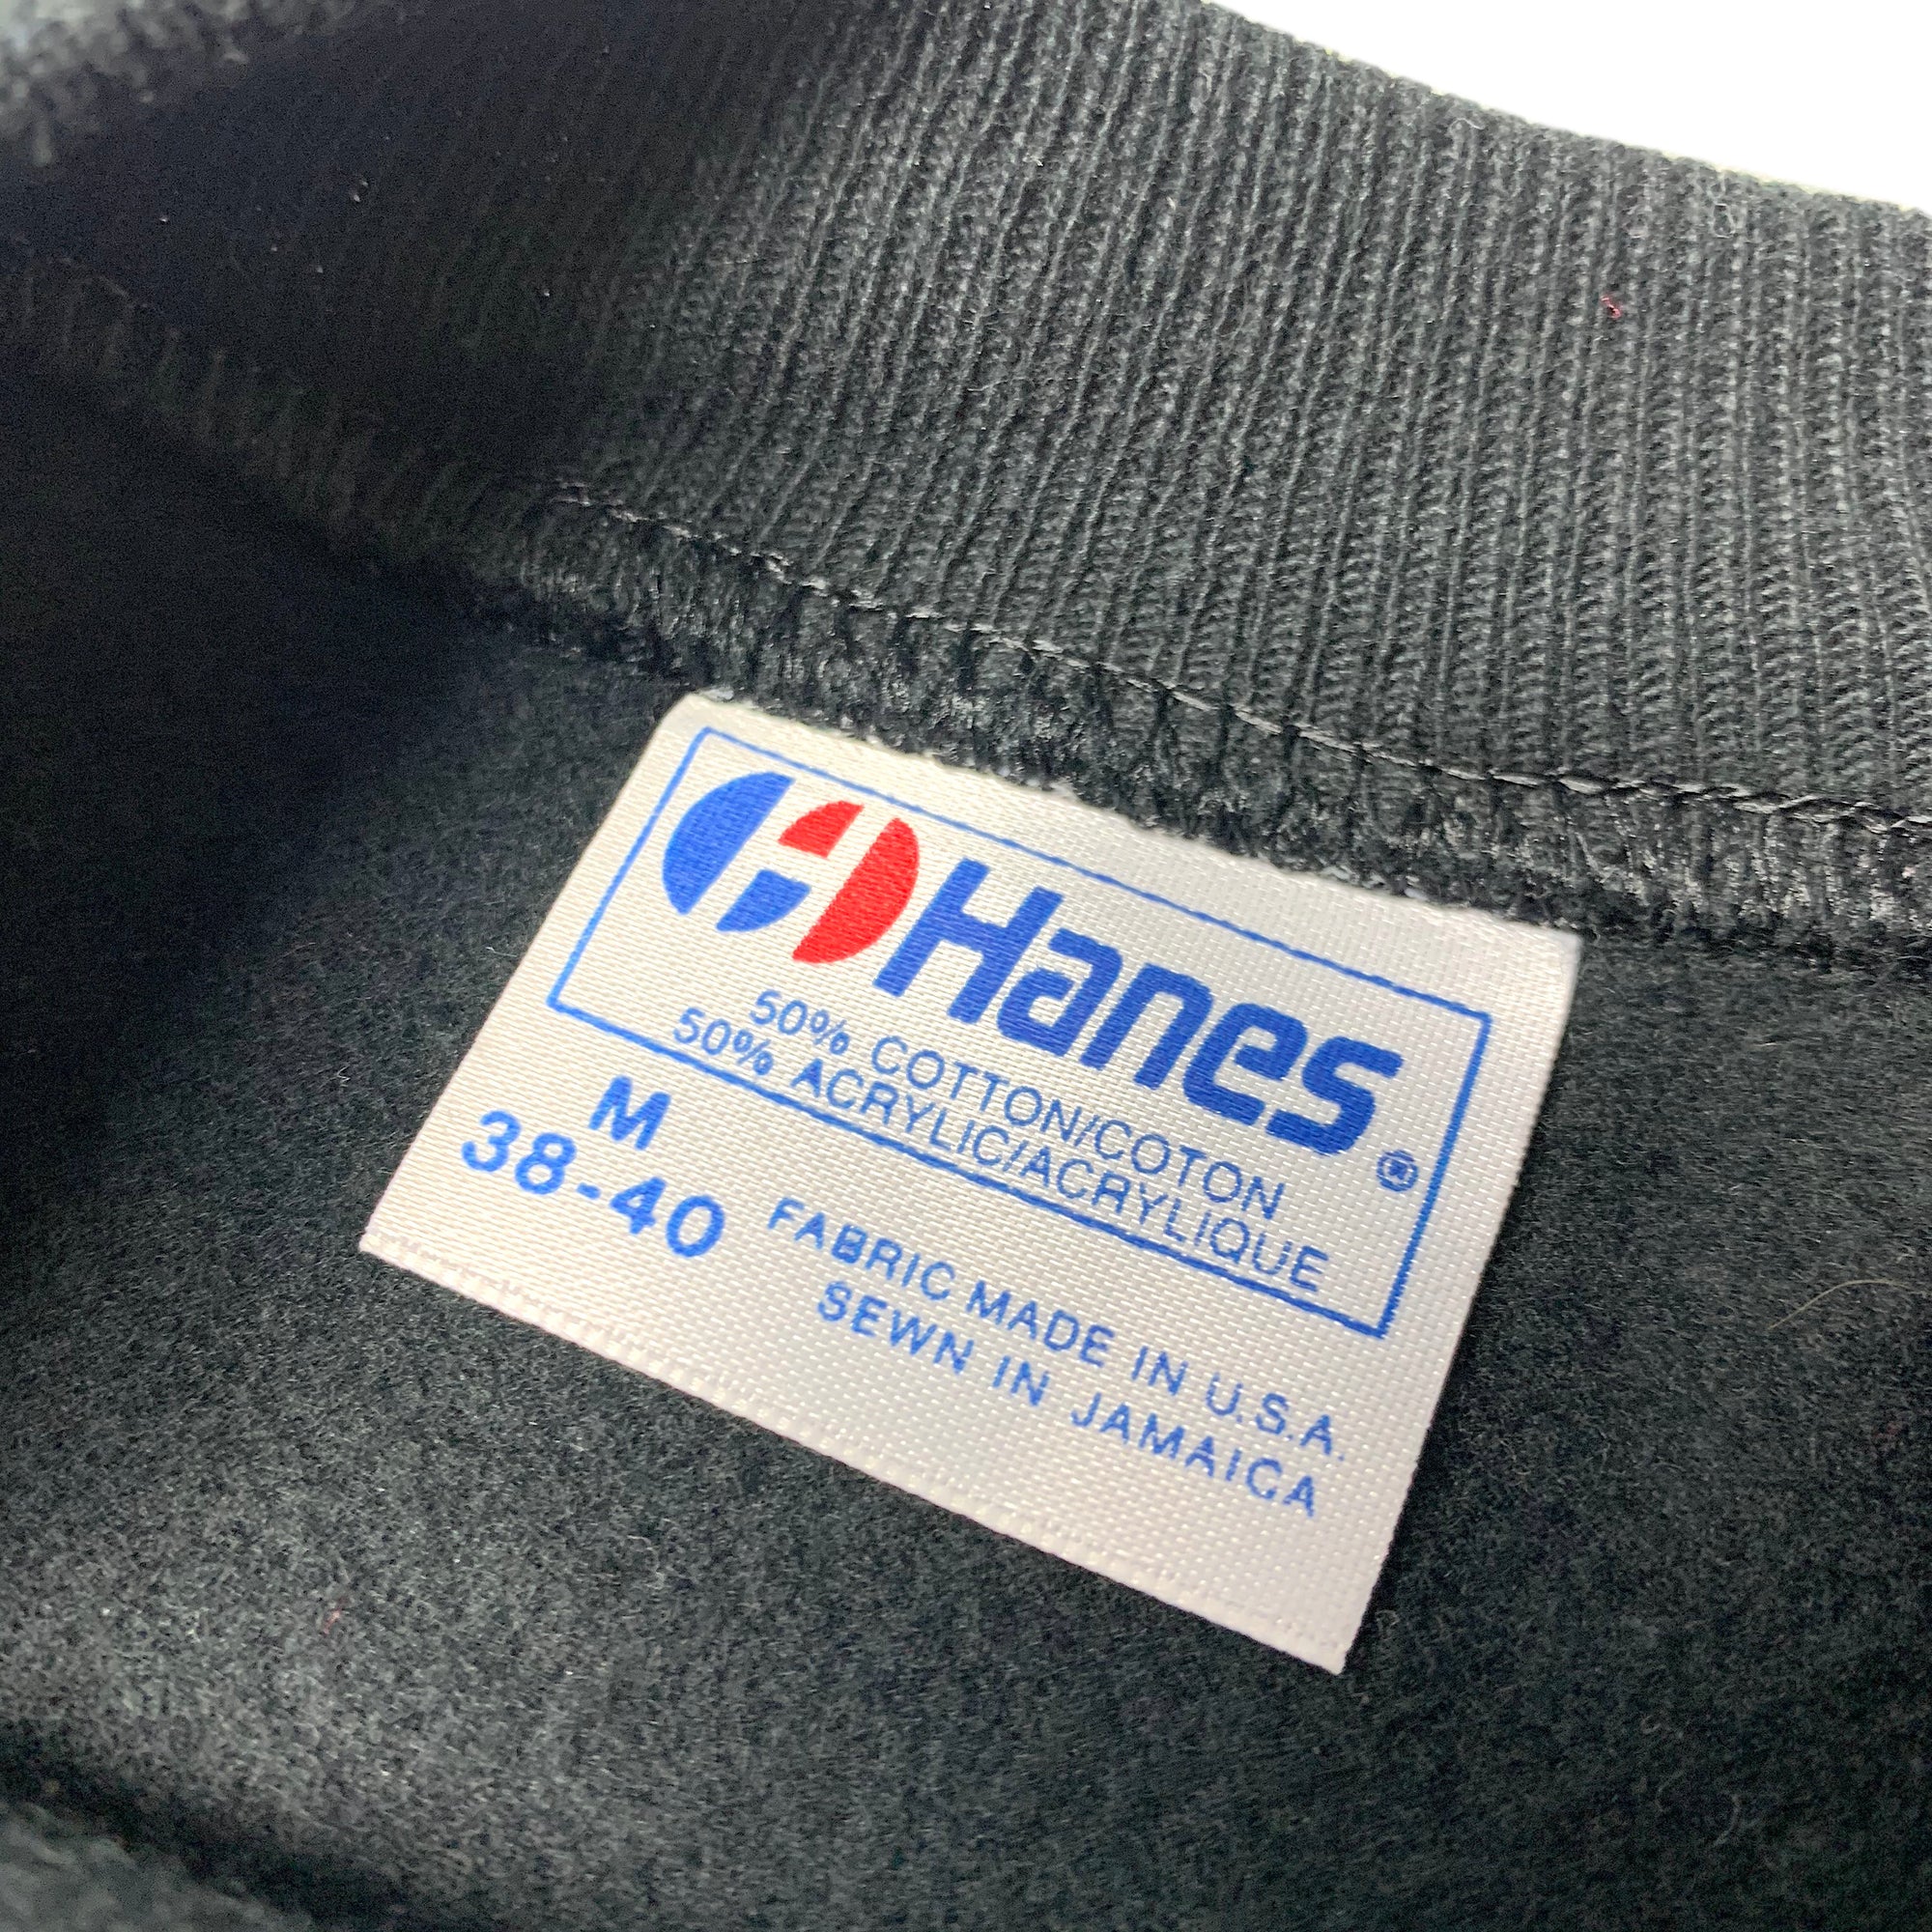 Hanes®
50% COTTON/COTON
50% ACRYLIC/ACRYLIQUE
M
38-40
FABRIC MADE IN U.S.A.
SEWN IN JAMAICA